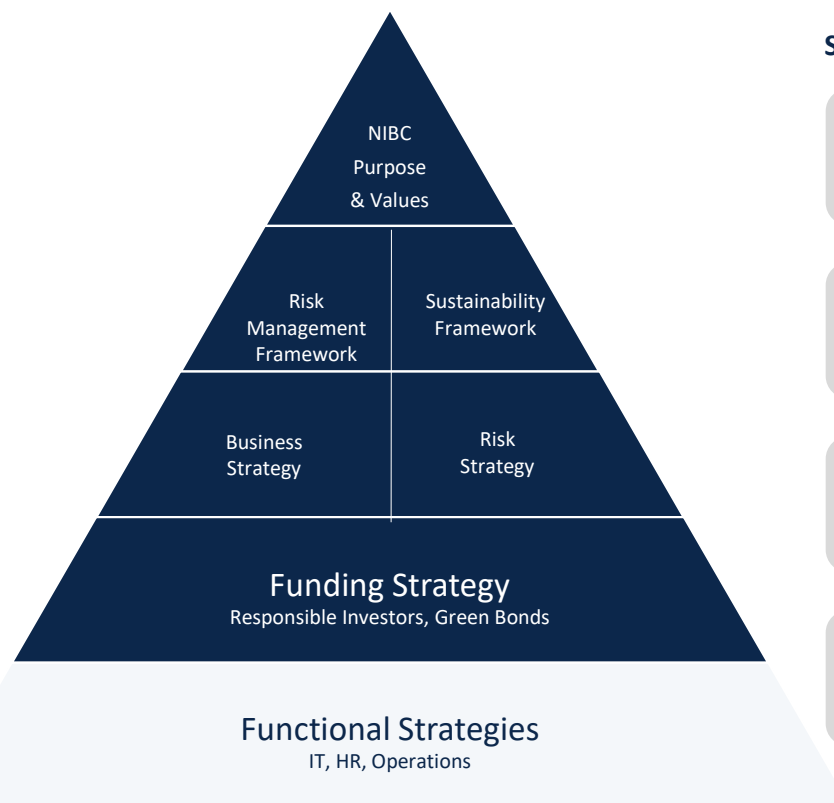 NIBC
Purpose
& Values
Risk
Management
Framework
Sustainability
Framework
Business
Strategy
Risk
Strategy
Funding Strategy
Responsible Investors, Green Bonds
Functional Strategies
IT, HR, Operations